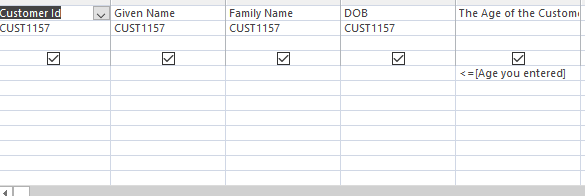 Customer Id Given Name Family Name DOB The Age of the Custome
CUST1157 CUST1157 CUST1157 CUST1157
<=[Age you entered]